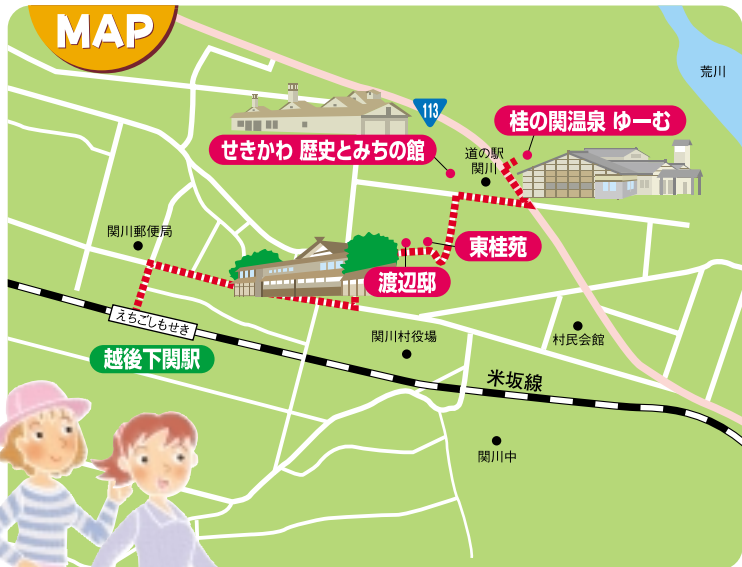 MAP
荒川
113
桂の関温泉 ゆーむ
せきかわ 歴史とみちの館
道の駅
関川
関川郵便局
東桂苑
渡辺邸
えちごしもせき
関川村役場
村民会館
越後下関駅
米坂線
関川中